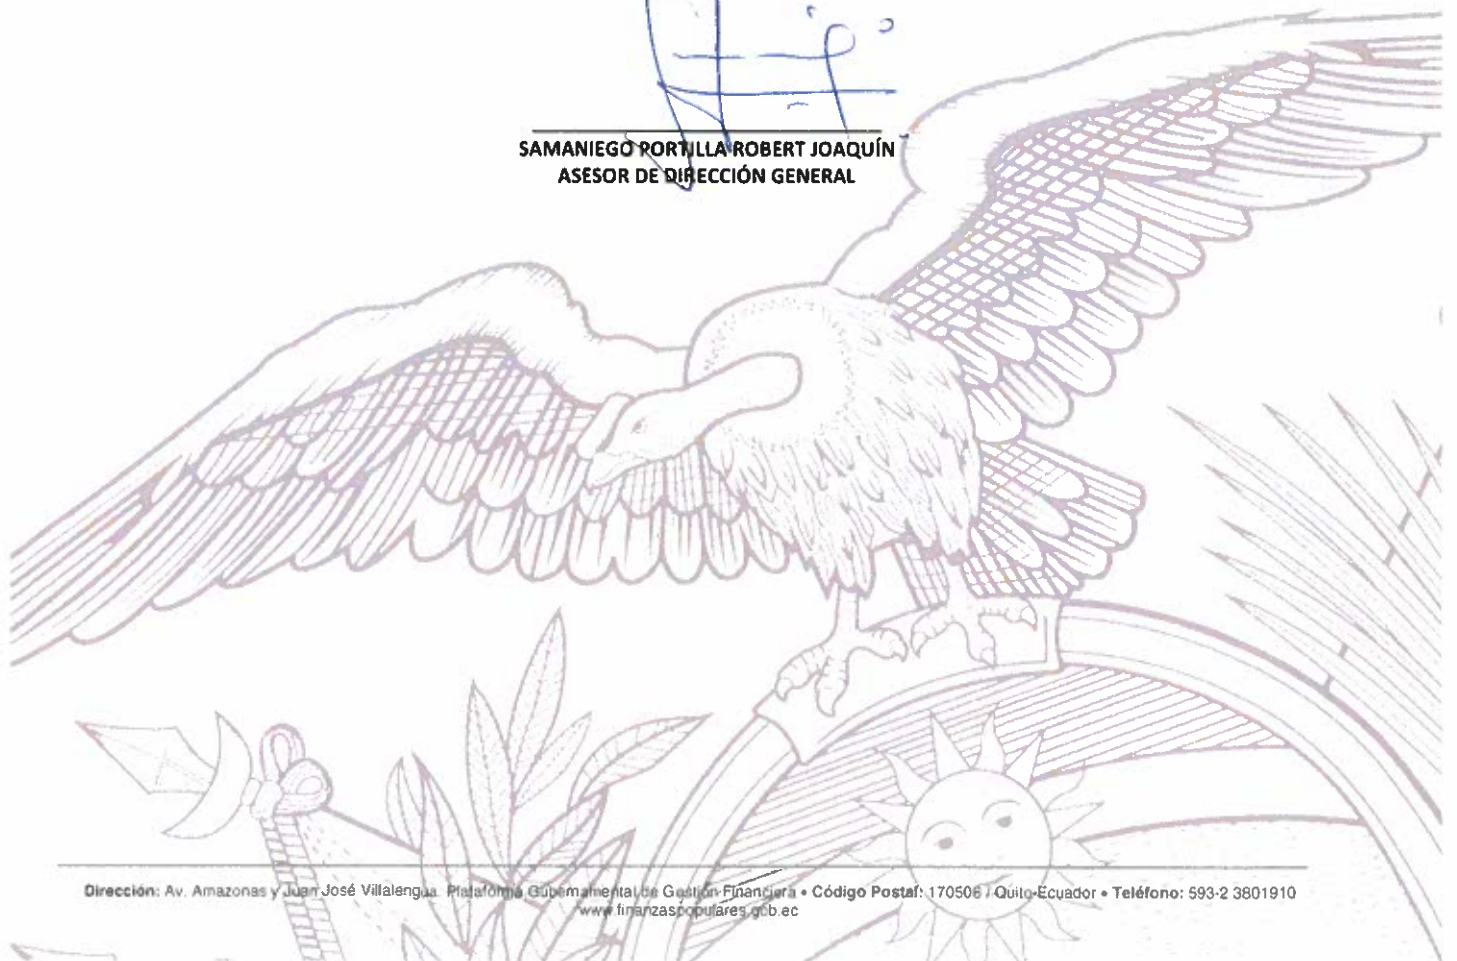 SAMANIEGO PORTILLA ROBERT JOAQUÍN
ASESOR DE DIRECCIÓN GENERAL
Dirección: Av. Amazonas y Juan José Villalengua. Plataforma Gubernamental de Gestión Financiera • Código Postal: 170506 / Quito-Ecuador • Teléfono: 593-2 3801910
www.finanzaspopulares.gob.ec